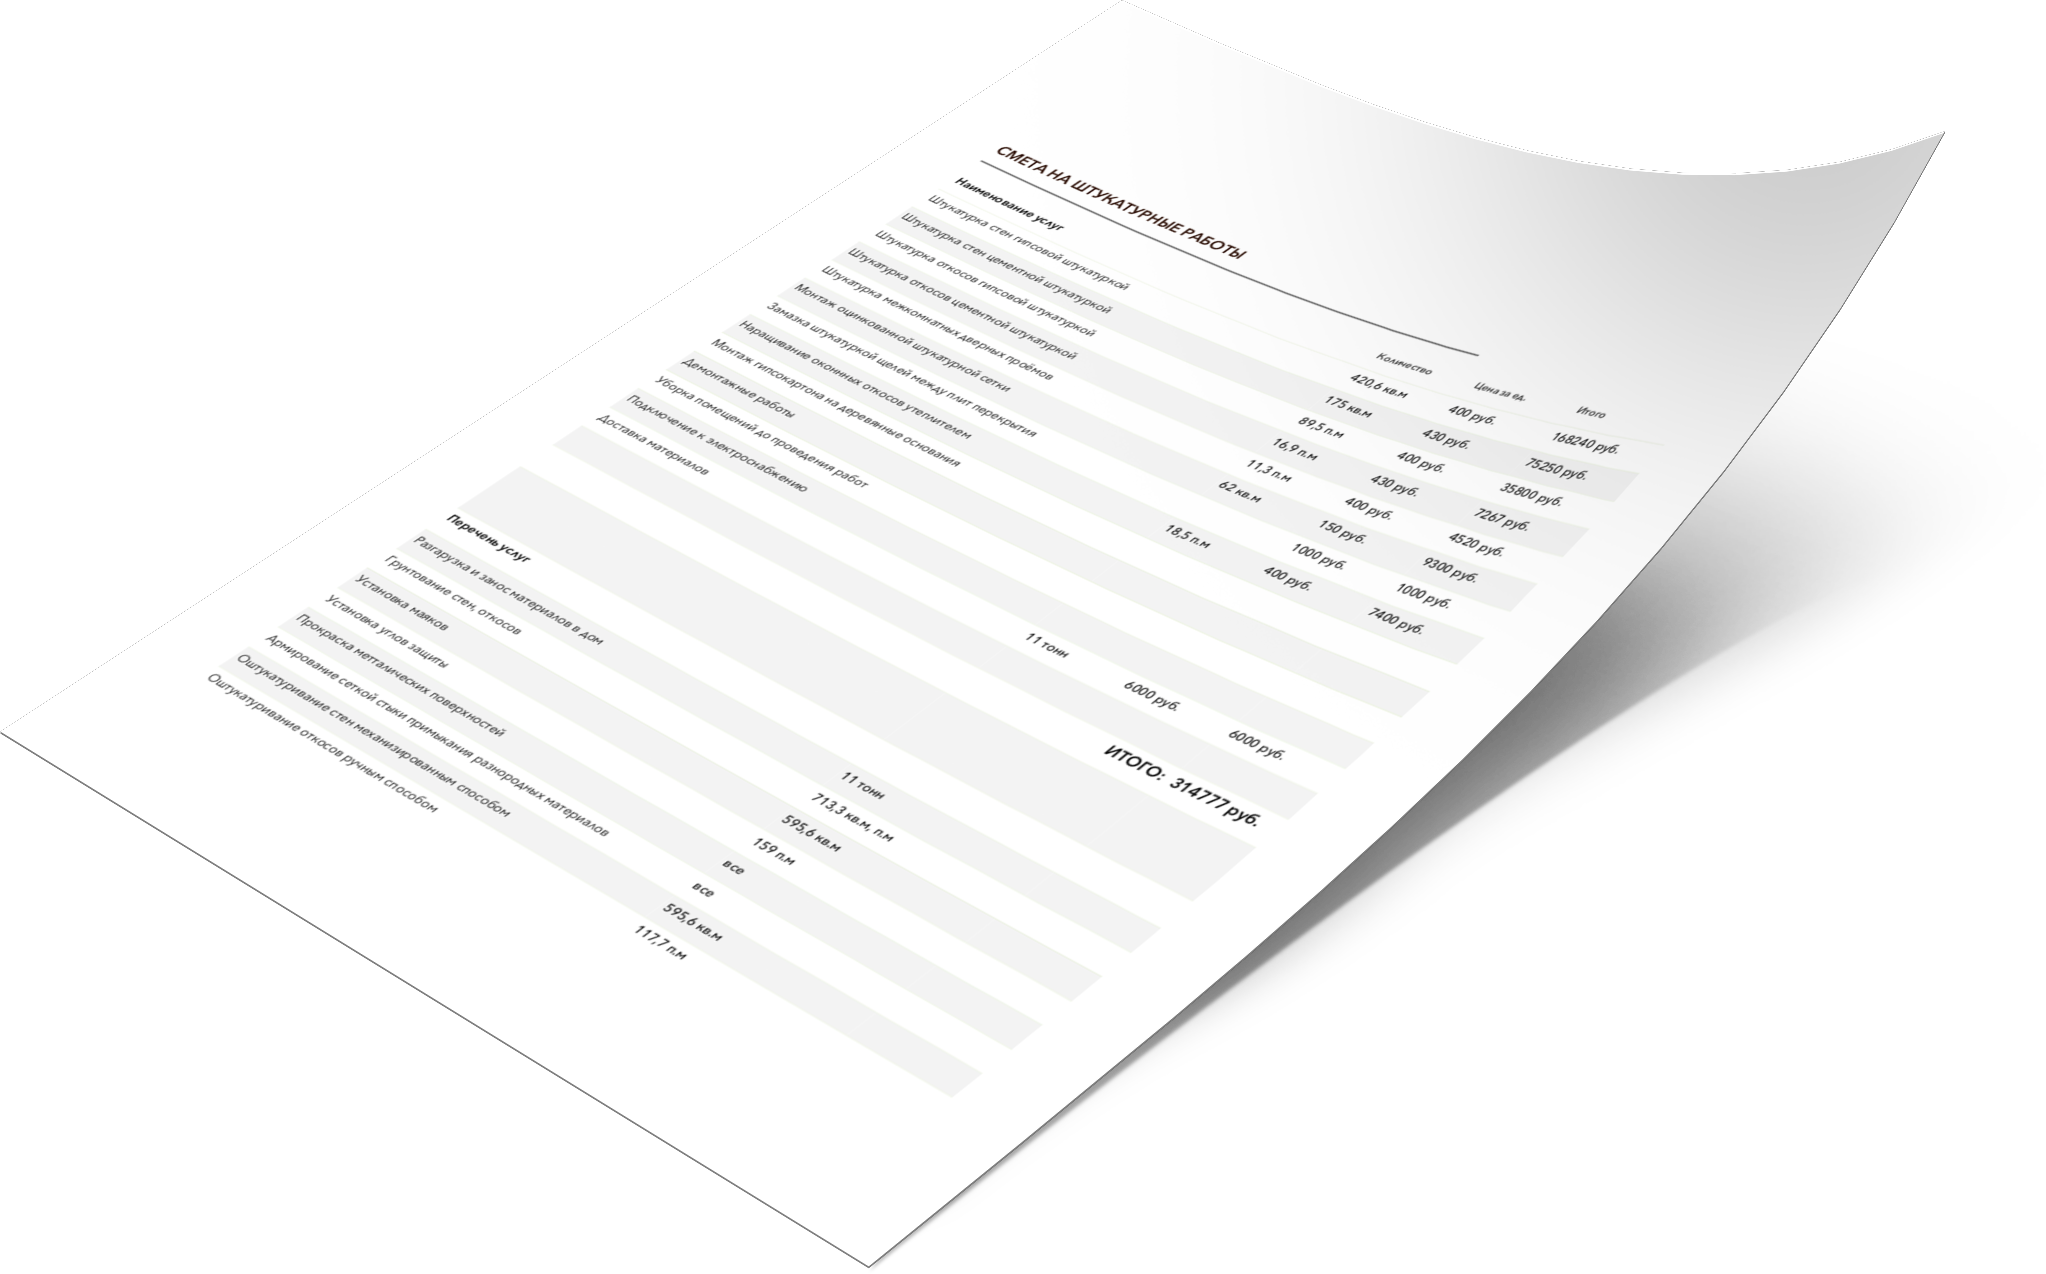 СМЕТА НА ШТУКАТУРНЫЕ РАБОТЫ
Наименование услуг Количество Цена за ед. Итого
Штукатурка стен гипсовой штукатуркой 420,6 кв.м 400 руб. 168240 руб.
Штукатурка стен цементной штукатуркой 175 кв.м 430 руб. 75250 руб.
Штукатурка откосов гипсовой штукатуркой 89,5 п.м 400 руб. 35800 руб.
Штукатурка откосов цементной штукатуркой 16,9 п.м 430 руб. 7267 руб.
Штукатурка межкомнатных дверных проёмов 11,3 п.м 400 руб. 4520 руб.
Монтаж оцинкованной штукатурной сетки 62 кв.м 150 руб. 9300 руб.
Замазка штукатуркой щелей между плит перекрытия 1000 руб. 1000 руб.
Наращивание оконнных откосов утеплителем 18,5 п.м 400 руб. 7400 руб.
Монтаж гипсокартона на деревянные основания
Демонтажные работы
Уборка помещений до проведения работ
Подключение к электроснабжению
Доставка материалов 11 тонн 6000 руб. 6000 руб.
ИТОГО: 314777 руб.
Перечень услуг
Разгарузка и занос материалов в дом 11 тонн
Грунтование стен, откосов 713,3 кв.м, п.м
Установка маяков 595,6 кв.м
Установка углов защиты 159 п.м
Прокраска метталических поверхностей все
Армирование сеткой стыки примыкания разнородных материалов все
Оштукатуривание стен механизированным способом 595,6 кв.м
Оштукатуривание откосов ручным способом 117,7 п.м